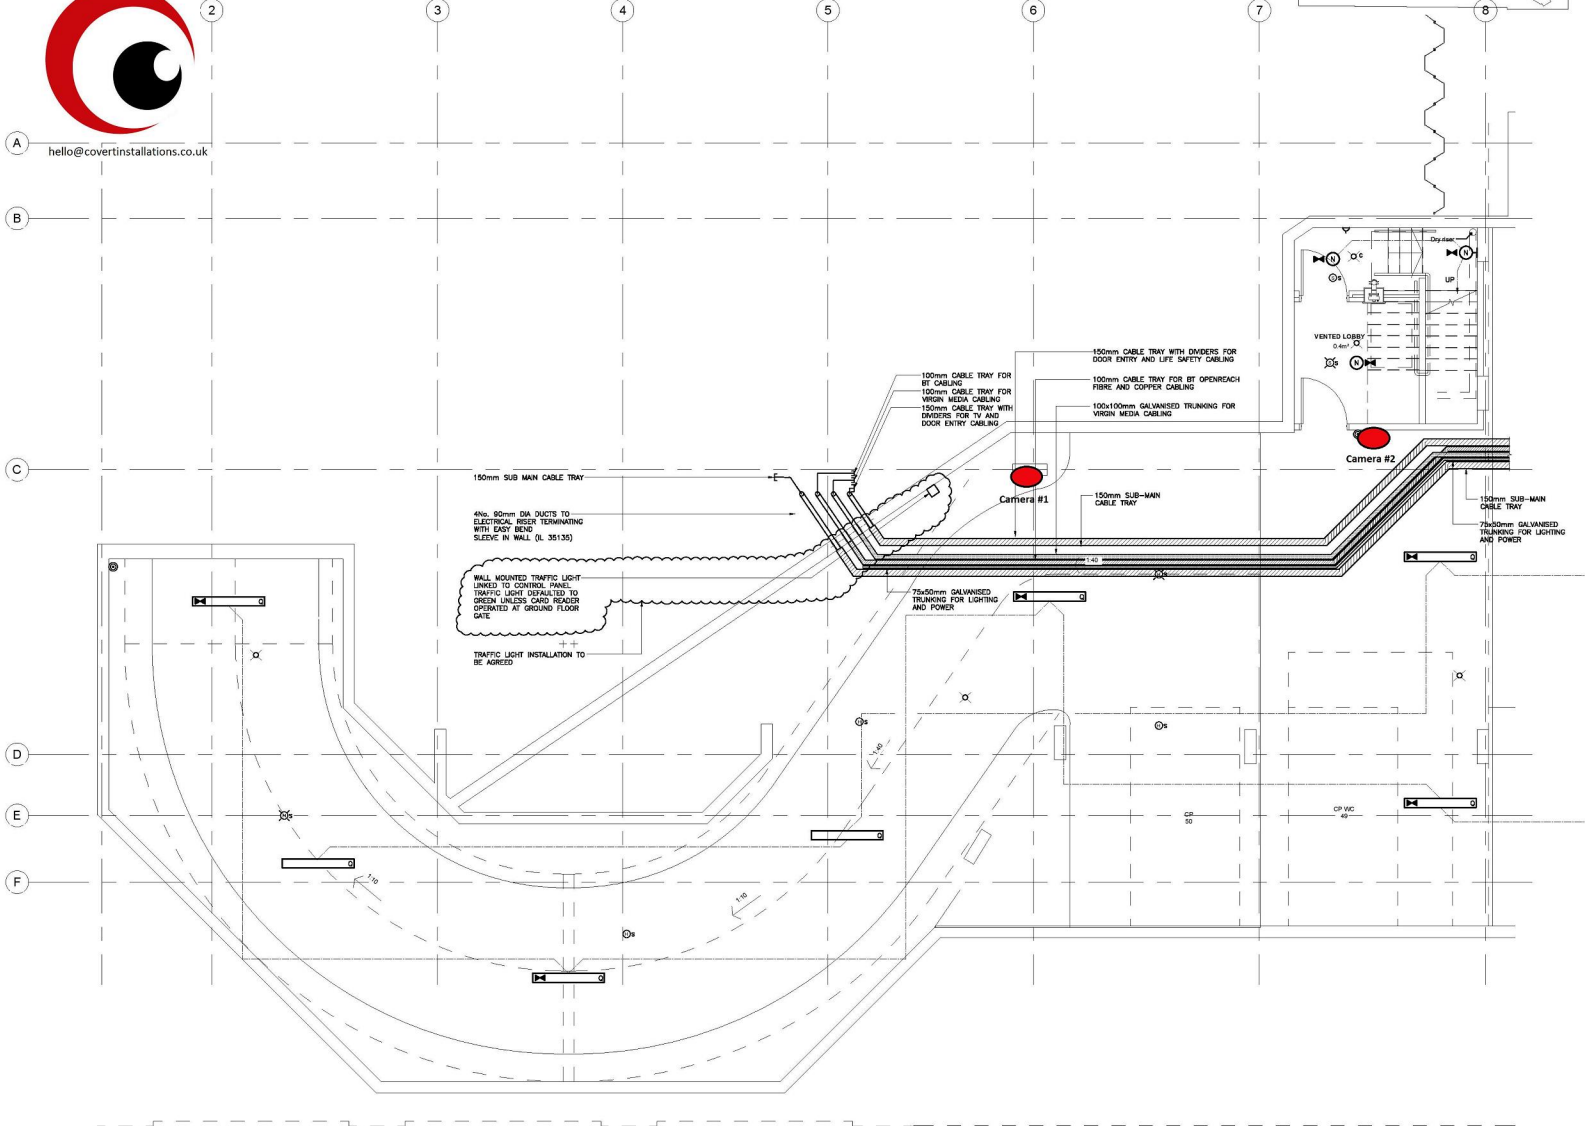 2
3
4
5
6
7
8
hello@covertinstallations.co.uk
A
B
C
D
E
F
Dry riser
N
N
C
S
UP
VENTED LOBBY
0.4m²
S
N
Camera #2
Camera #1
150mm CABLE TRAY WITH DIVIDERS FOR
DOOR ENTRY AND LIFE SAFETY CABLING
100mm CABLE TRAY FOR BT OPENREACH
FIBRE AND COPPER CABLING
100x100mm GALVANISED TRUNKING FOR
VIRGIN MEDIA CABLING
100mm CABLE TRAY FOR
BT CABLING
100mm CABLE TRAY FOR
VIRGIN MEDIA CABLING
150mm CABLE TRAY WITH
DIVIDERS FOR TV AND
DOOR ENTRY CABLING
150mm SUB MAIN CABLE TRAY
4No. 90mm DIA DUCTS TO
ELECTRICAL RISER TERMINATING
WITH EASY BEND
SLEEVE IN WALL (IL 35135)
150mm SUB-MAIN
CABLE TRAY
150mm SUB-MAIN
CABLE TRAY
75x50mm GALVANISED
TRUNKING FOR LIGHTING
AND POWER
1:40
WALL MOUNTED TRAFFIC LIGHT
LINKED TO CONTROL PANEL
TRAFFIC LIGHT DEFAULTED TO
GREEN UNLESS CARD READER
OPERATED AT GROUND FLOOR
GATE
75x50mm GALVANISED
TRUNKING FOR LIGHTING
AND POWER
TRAFFIC LIGHT INSTALLATION TO
BE AGREED
S
S
S
1:40
S
CP
50
CP WC
49
1:10
1:10
S